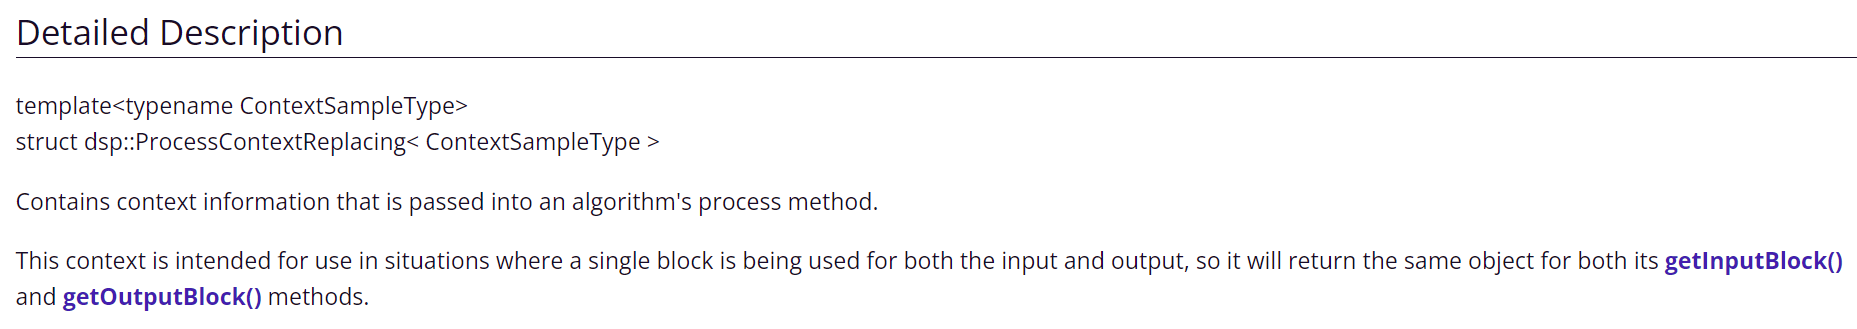 Detailed Description
template<typename ContextSampleType>
struct dsp::ProcessContextReplacing< ContextSampleType >
Contains context information that is passed into an algorithm's process method.
This context is intended for use in situations where a single block is being used for both the input and output, so it will return the same object for both its getInputBlock()
and getOutputBlock() methods.